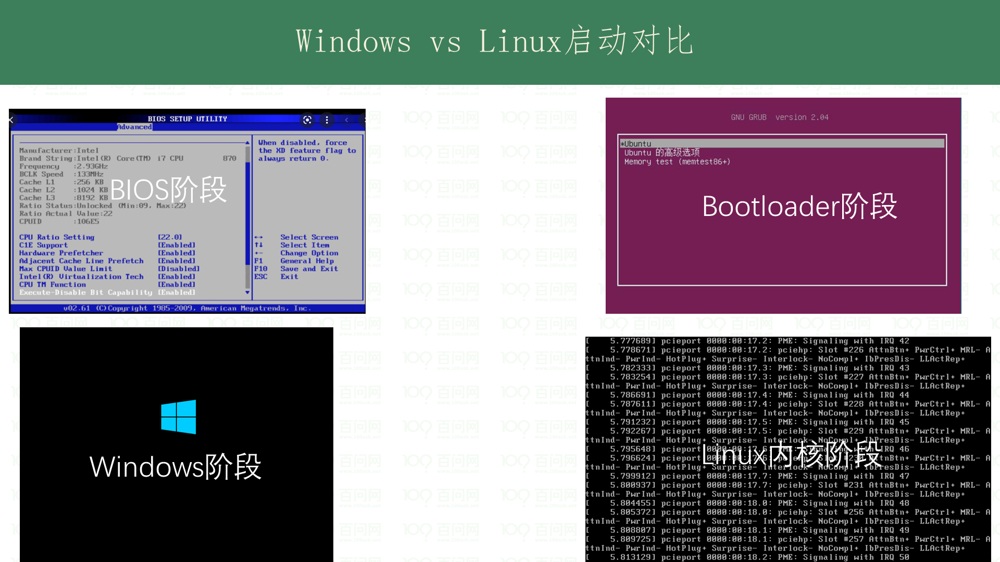 Windows vs Linux启动对比
BIOS SETUP UTILITY
Advanced
Manufacturer:Intel
Brand String:Intel(R) Core(TM) i7 CPU 870
Frequency :2.93GHz
BCLK Speed :133MHz
Cache L1 :256 KB
Cache L2 :1024 KB
Cache L3 :8192 KB
Ratio Status:Unlocked (Min:09, Max:22)
Ratio Actual Value:22
CPUID :106E5
BIOS阶段
CPU Ratio Setting [22.0]
C1E Support [Enabled]
Hardware Prefetcher [Enabled]
Adjacent Cache Line Prefetch [Enabled]
Max CPUID Value Limit [Disabled]
Intel(R) Virtualization Tech [Enabled]
CPU TM Function [Enabled]
Execute-Disable Bit Capability [Enabled]
When disabled, force
the XD feature flag to
always return 0.
↔ Select Screen
↑↓ Select Item
+- Change Option
F1 General Help
F10 Save and Exit
ESC Exit
v02.61 (C)Copyright 1985-2009, American Megatrends, Inc.
GNU GRUB version 2.04
*Ubuntu
Ubuntu 的高级选项
Memory test (memtest86+)
Bootloader阶段
Windows阶段
[ 5.777689] pcieport 0000:00:17.2: PME: Signaling with IRQ 42
[ 5.778671] pcieport 0000:00:17.2: pciehp: Slot #226 AttnBtn+ PwrCtrl+ MRL- A
ttnInd- PwrInd- HotPlug+ Surprise- Interlock- NoCompl+ IbPresDis- LLActRep+
[ 5.782333] pcieport 0000:00:17.3: PME: Signaling with IRQ 43
[ 5.783254] pcieport 0000:00:17.3: pciehp: Slot #227 AttnBtn+ PwrCtrl+ MRL- A
ttnInd- PwrInd- HotPlug+ Surprise- Interlock- NoCompl+ IbPresDis- LLActRep+
[ 5.786691] pcieport 0000:00:17.4: PME: Signaling with IRQ 44
[ 5.787611] pcieport 0000:00:17.4: pciehp: Slot #228 AttnBtn+ PwrCtrl+ MRL- A
ttnInd- PwrInd- HotPlug+ Surprise- Interlock- NoCompl+ IbPresDis- LLActRep+
[ 5.791232] pcieport 0000:00:17.5: PME: Signaling with IRQ 45
[ 5.792267] pcieport 0000:00:17.5: pciehp: Slot #229 AttnBtn+ PwrCtrl+ MRL- A
ttnInd- PwrInd- HotPlug+ Surprise- Interlock- NoCompl+ IbPresDis- LLActRep+
[ 5.795648] pcieport 0000:00:17.6: PME: Signaling with IRQ 46
[ 5.796624] pcieport 0000:00:17.6: pciehp: Slot #230 AttnBtn+ PwrCtrl+ MRL- A
ttnInd- PwrInd- HotPlug+ Surprise- Interlock- NoCompl+ IbPresDis- LLActRep+
Linux内核阶段
[ 5.799912] pcieport 0000:00:17.7: PME: Signaling with IRQ 47
[ 5.800937] pcieport 0000:00:17.7: pciehp: Slot #231 AttnBtn+ PwrCtrl+ MRL- A
ttnInd- PwrInd- HotPlug+ Surprise- Interlock- NoCompl+ IbPresDis- LLActRep+
[ 5.804455] pcieport 0000:00:18.0: PME: Signaling with IRQ 48
[ 5.805372] pcieport 0000:00:18.0: pciehp: Slot #256 AttnBtn+ PwrCtrl+ MRL- A
ttnInd- PwrInd- HotPlug+ Surprise- Interlock- NoCompl+ IbPresDis- LLActRep+
[ 5.808807] pcieport 0000:00:18.1: PME: Signaling with IRQ 49
[ 5.809725] pcieport 0000:00:18.1: pciehp: Slot #257 AttnBtn+ PwrCtrl+ MRL- A
ttnInd- PwrInd- HotPlug+ Surprise- Interlock- NoCompl+ IbPresDis- LLActRep+
[ 5.813129] pcieport 0000:00:18.2: PME: Signaling with IRQ 50
百问网
www.100ask.net